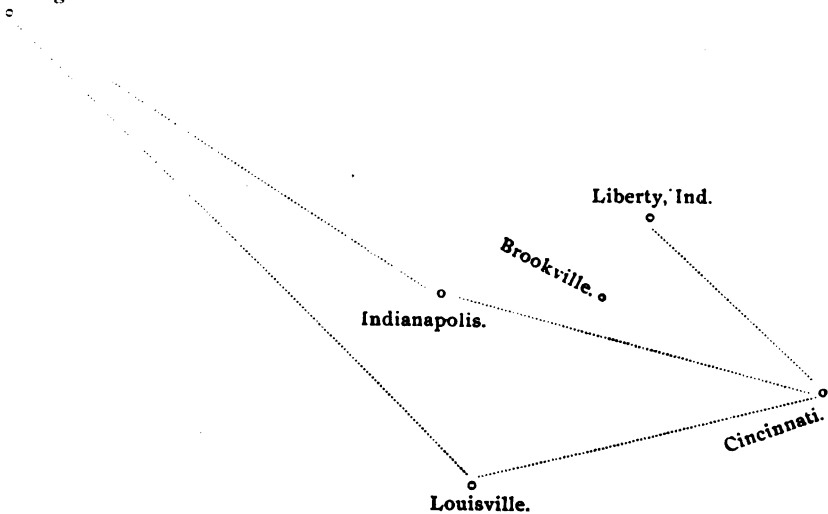 Liberty, Ind.
Brookville.
Indianapolis.
Cincinnati.
Louisville.